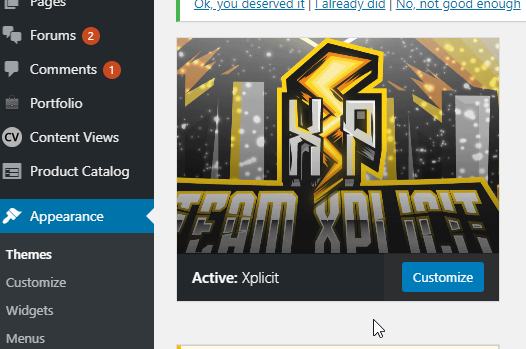 Pages
Ok, you deserved it | I already did | No, not good enough
Forums 2
Comments 1
Portfolio
CV Content Views
Product Catalog
Appearance
Themes
Customize
Widgets
Menus
XSP
TEAM XPLICIT
Active: Xplicit
Customize